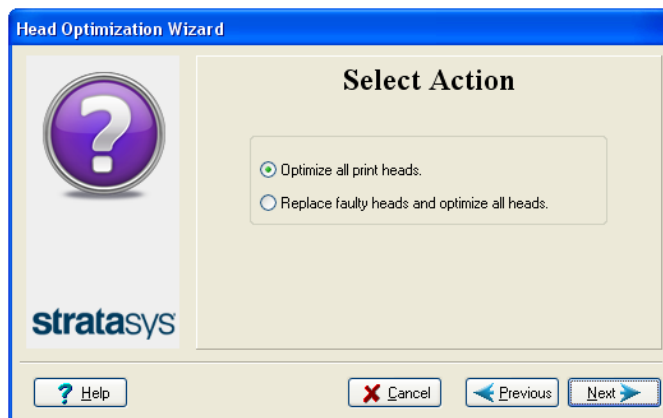 Head Optimization Wizard
Select Action
Optimize all print heads.
Replace faulty heads and optimize all heads.
stratasys
Help
Cancel
Previous
Next